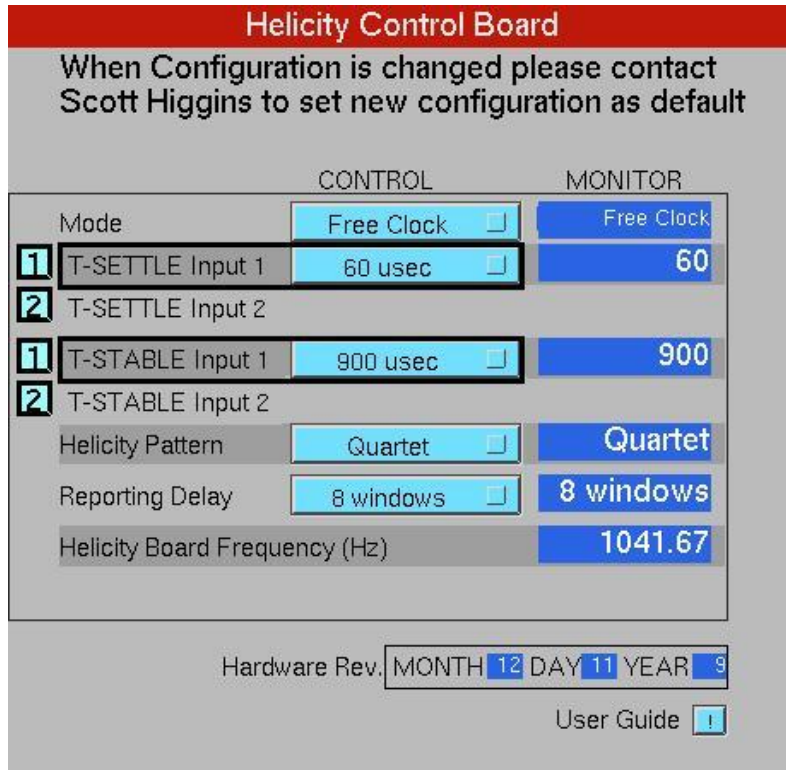 Helicity Control Board
When Configuration is changed please contact
Scott Higgins to set new configuration as default
CONTROL MONITOR
Mode Free Clock Free Clock
1 T-SETTLE Input 1 60 usec 60
2 T-SETTLE Input 2
1 T-STABLE Input 1 900 usec 900
2 T-STABLE Input 2
Helicity Pattern Quartet Quartet
Reporting Delay 8 windows 8 windows
Helicity Board Frequency (Hz) 1041.67
Hardware Rev. MONTH 12 DAY 11 YEAR 9
User Guide !